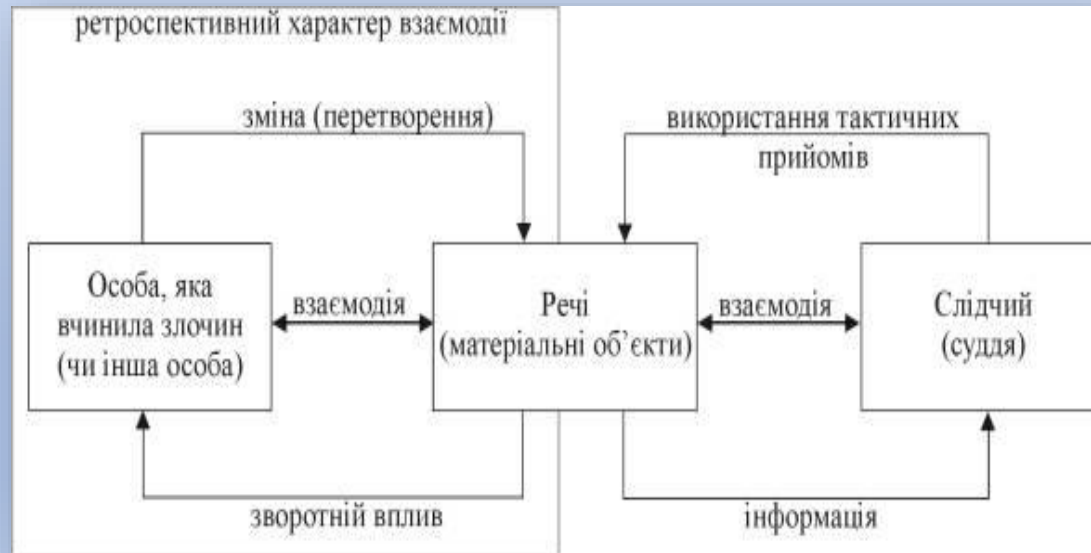 ретроспективний характер взаємодії
зміна (перетворення)
використання тактичних
прийомів
Особа, яка
вчинила злочин
(чи інша особа)
взаємодія
Речі
(матеріальні об’єкти)
взаємодія
Слідчий
(суддя)
зворотній вплив
інформація